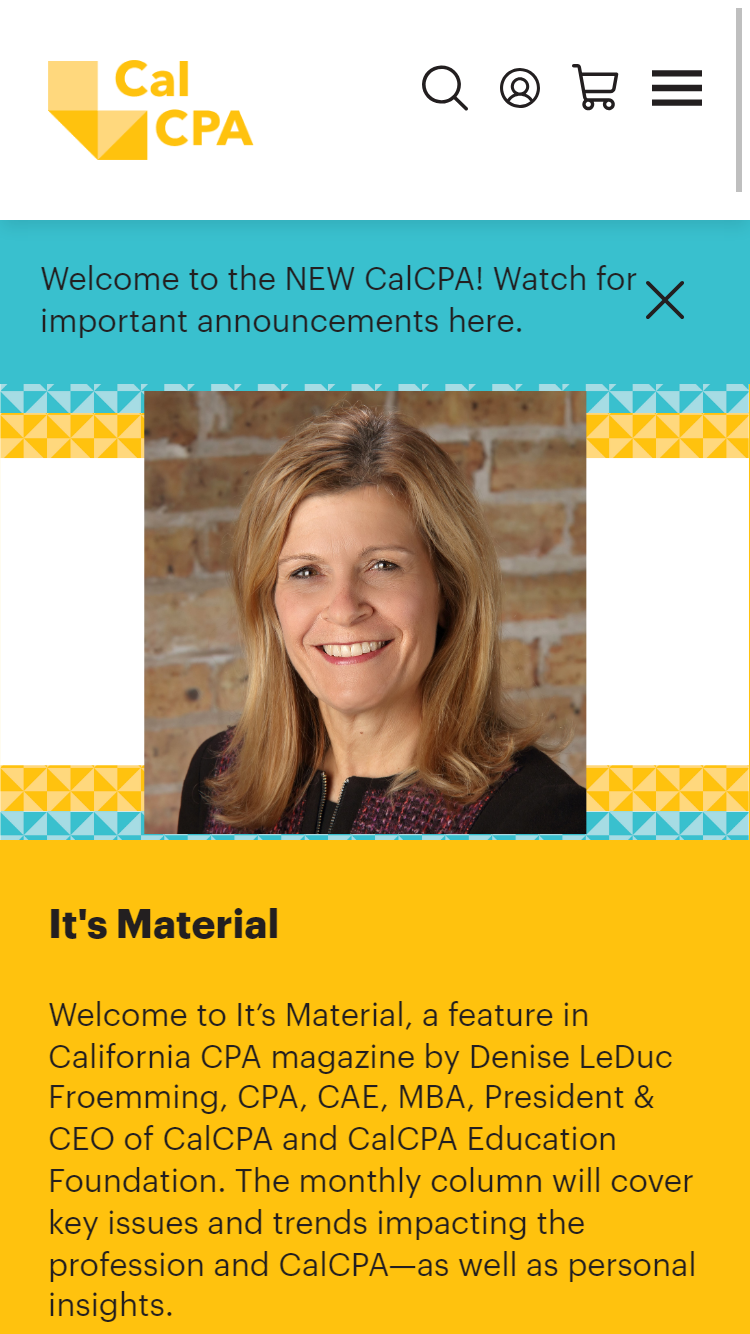 Cal
CPA
Welcome to the NEW CalCPA! Watch for
important announcements here.
It's Material
Welcome to It’s Material, a feature in
California CPA magazine by Denise LeDuc
Froemming, CPA, CAE, MBA, President &
CEO of CalCPA and CalCPA Education
Foundation. The monthly column will cover
key issues and trends impacting the
profession and CalCPA—as well as personal
insights.